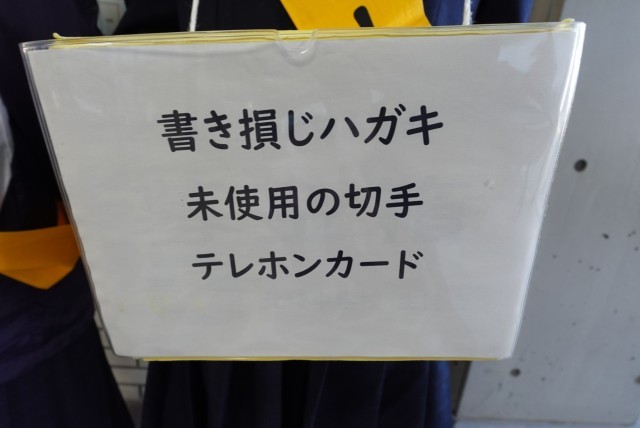 書き損じハガキ
未使用の切手
テレホンカード